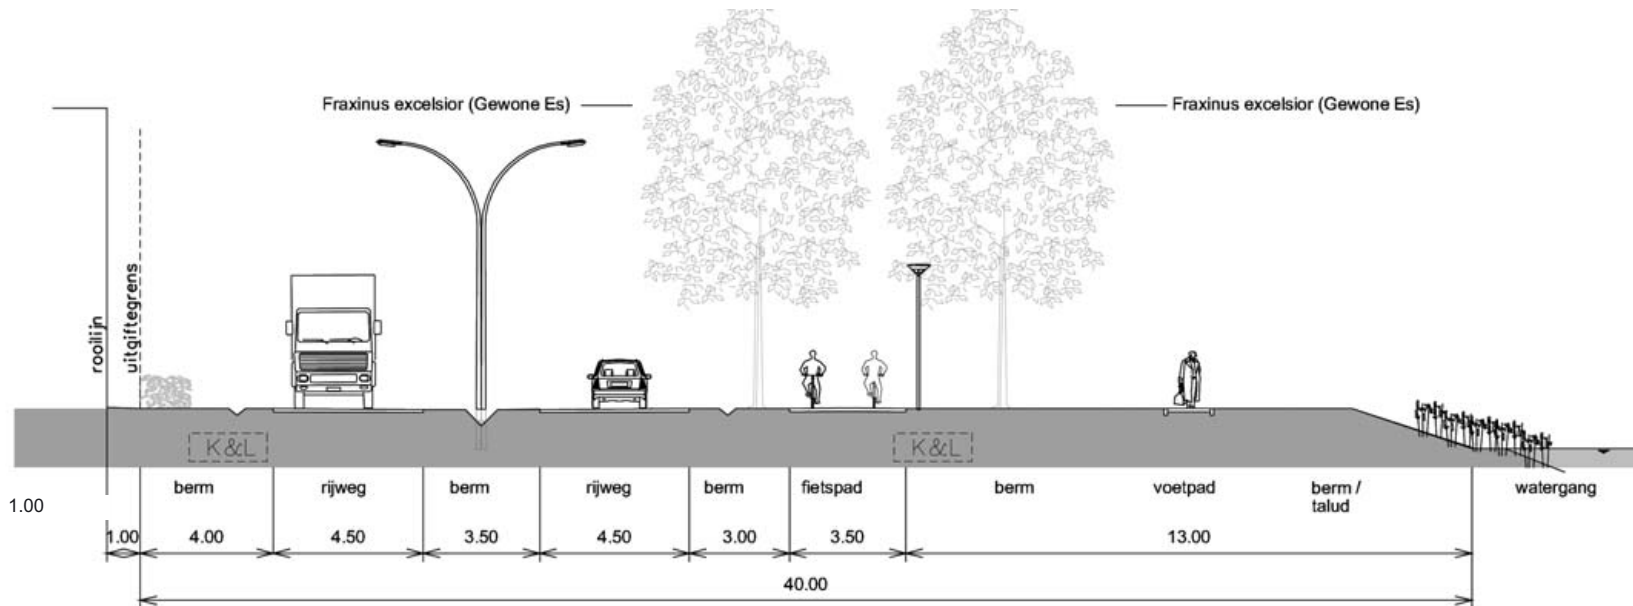 Fraxinus excelsior (Gewone Es)
Fraxinus excelsior (Gewone Es)
rooilijn
uitgiftegrens
K&L
K&L
berm
rijweg
berm
rijweg
berm
fietspad
berm
voetpad
berm /
talud
watergang
1.00
1.00
4.00
4.50
3.50
4.50
3.00
3.50
13.00
40.00